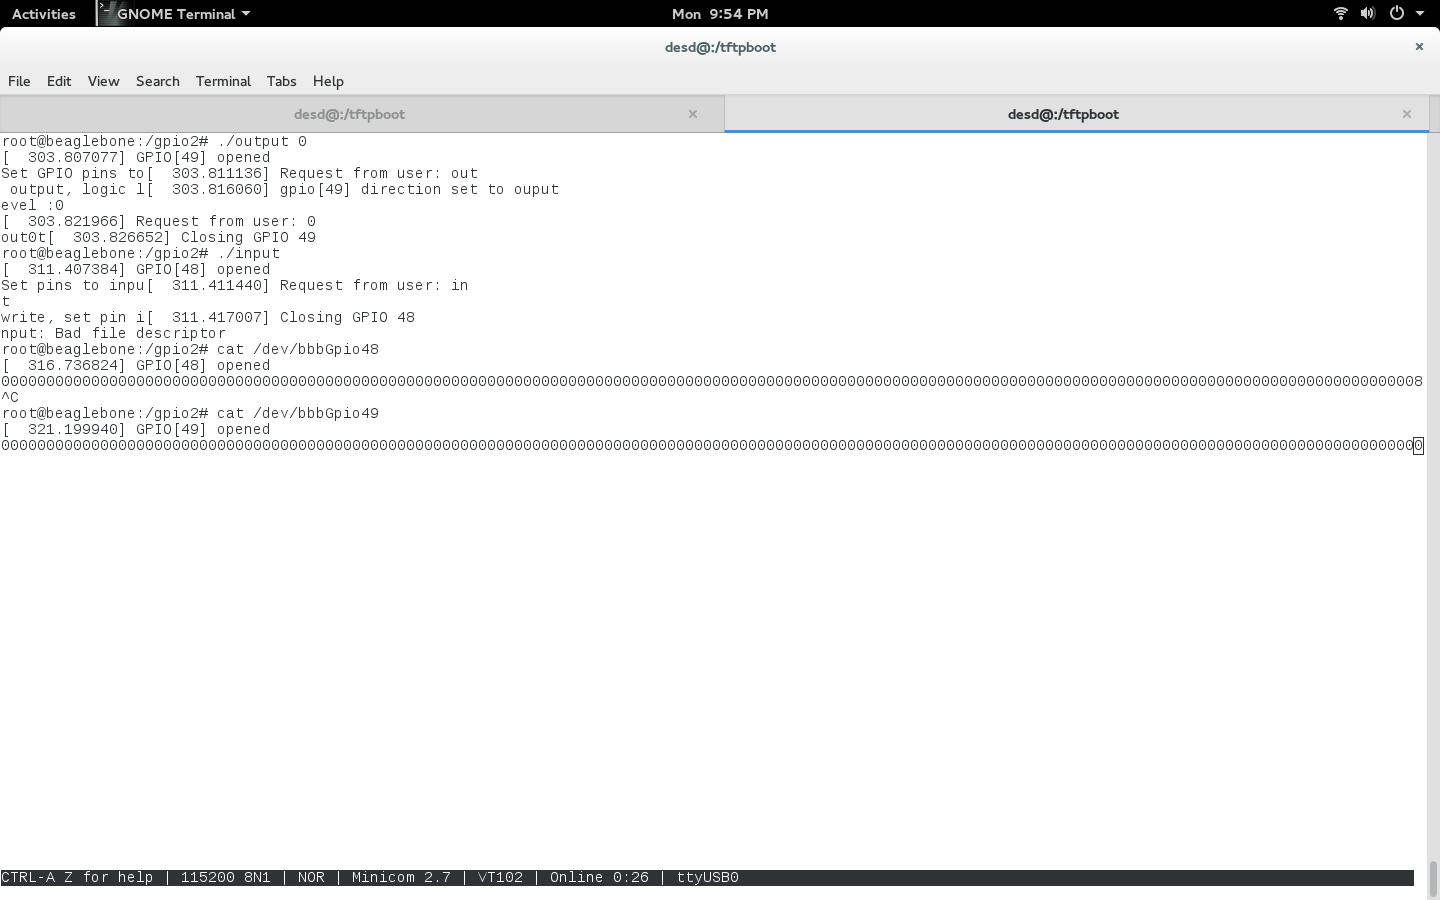 Activities GNOME Terminal Mon 9:54 PM
desd@:/tftpboot
File Edit View Search Terminal Tabs Help
desd@:/tftpboot desd@:/tftpboot
root@beaglebone:/gpio2# ./output 0
[  303.807077] GPIO[49] opened
Set GPIO pins to[  303.811136] Request from user: out
 output, logic l[  303.816060] gpio[49] direction set to ouput
evel :0
[  303.821966] Request from user: 0
out0t[  303.826652] Closing GPIO 49
root@beaglebone:/gpio2# ./input
[  311.407384] GPIO[48] opened
Set pins to inpu[  311.411440] Request from user: in
t
write, set pin i[  311.417007] Closing GPIO 48
nput: Bad file descriptor
root@beaglebone:/gpio2# cat /dev/bbbGpio48
[  316.736824] GPIO[48] opened
00000000000000000000000000000000000000000000000000000000000000000000000000000000000000000000000000000000000000000000000000000000000000000000000000000000000008
^C
root@beaglebone:/gpio2# cat /dev/bbbGpio49
[  321.199940] GPIO[49] opened
00000000000000000000000000000000000000000000000000000000000000000000000000000000000000000000000000000000000000000000000000000000000000000000000000000000000000
CTRL-A Z for help | 115200 8N1 | NOR | Minicom 2.7 | VT102 | Online 0:26 | ttyUSB0